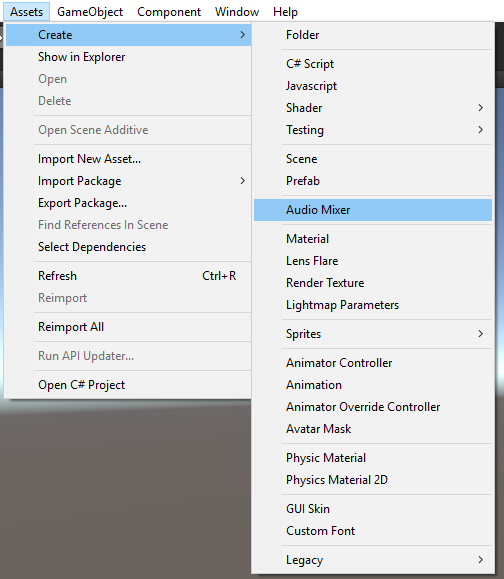 Assets GameObject Component Window Help
Create
Show in Explorer
Open
Delete
Open Scene Additive
Import New Asset...
Import Package
Export Package...
Find References In Scene
Select Dependencies
Refresh Ctrl+R
Reimport
Reimport All
Run API Updater...
Open C# Project
Folder
C# Script
Javascript
Shader
Testing
Scene
Prefab
Audio Mixer
Material
Lens Flare
Render Texture
Lightmap Parameters
Sprites
Animator Controller
Animation
Animator Override Controller
Avatar Mask
Physic Material
Physics Material 2D
GUI Skin
Custom Font
Legacy